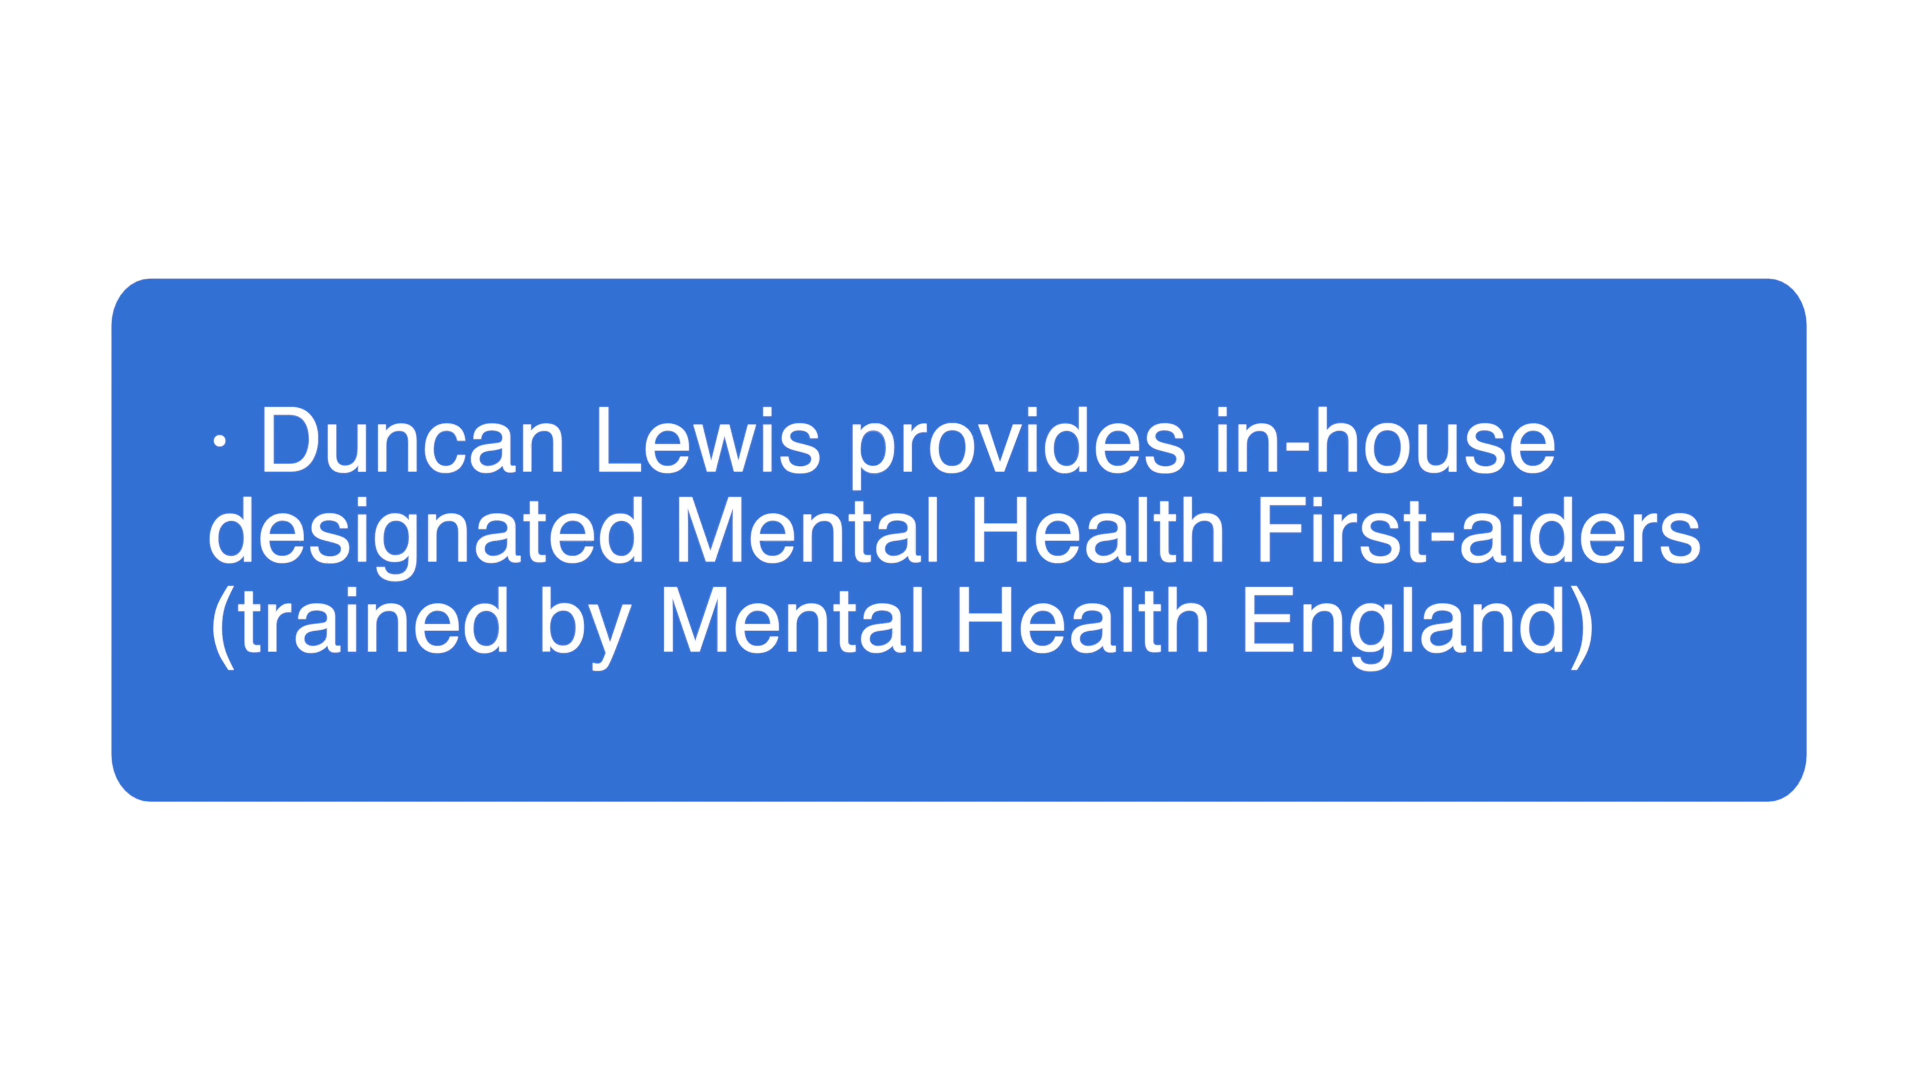 · Duncan Lewis provides in-house
designated Mental Health First-aiders
(trained by Mental Health England)